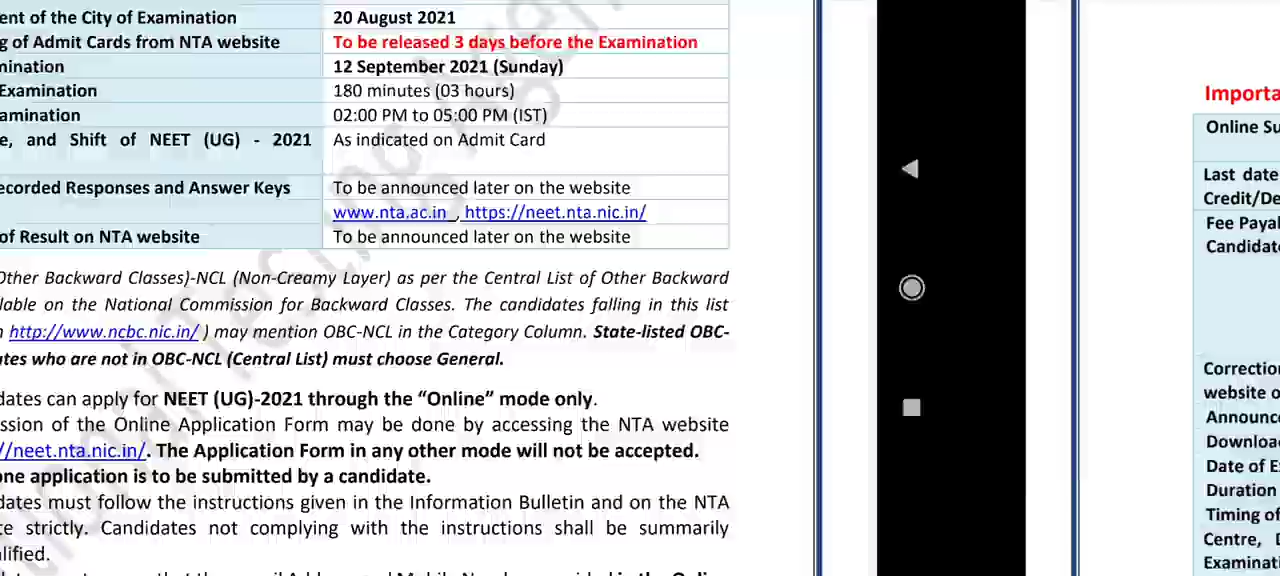 ent of the City of Examination 20 August 2021
g of Admit Cards from NTA website To be released 3 days before the Examination
mination 12 September 2021 (Sunday)
Examination 180 minutes (03 hours)
amination 02:00 PM to 05:00 PM (IST)
e, and Shift of NEET (UG) - 2021 As indicated on Admit Card
ecorded Responses and Answer Keys To be announced later on the website
www.nta.ac.in , https://neet.nta.nic.in/
of Result on NTA website To be announced later on the website
Other Backward Classes)-NCL (Non-Creamy Layer) as per the Central List of Other Backward
lable on the National Commission for Backward Classes. The candidates falling in this list
n http://www.ncbc.nic.in/ ) may mention OBC-NCL in the Category Column. State-listed OBC-
ates who are not in OBC-NCL (Central List) must choose General.
dates can apply for NEET (UG)-2021 through the “Online” mode only.
ssion of the Online Application Form may be done by accessing the NTA website
//neet.nta.nic.in/. The Application Form in any other mode will not be accepted.
one application is to be submitted by a candidate.
dates must follow the instructions given in the Information Bulletin and on the NTA
te strictly. Candidates not complying with the instructions shall be summarily
lified.
Importa
Online Su
Last date
Credit/De
Fee Payal
Candidate
Correction
website o
Announce
Download
Date of E
Duration
Timing of
Centre, D
Examinati